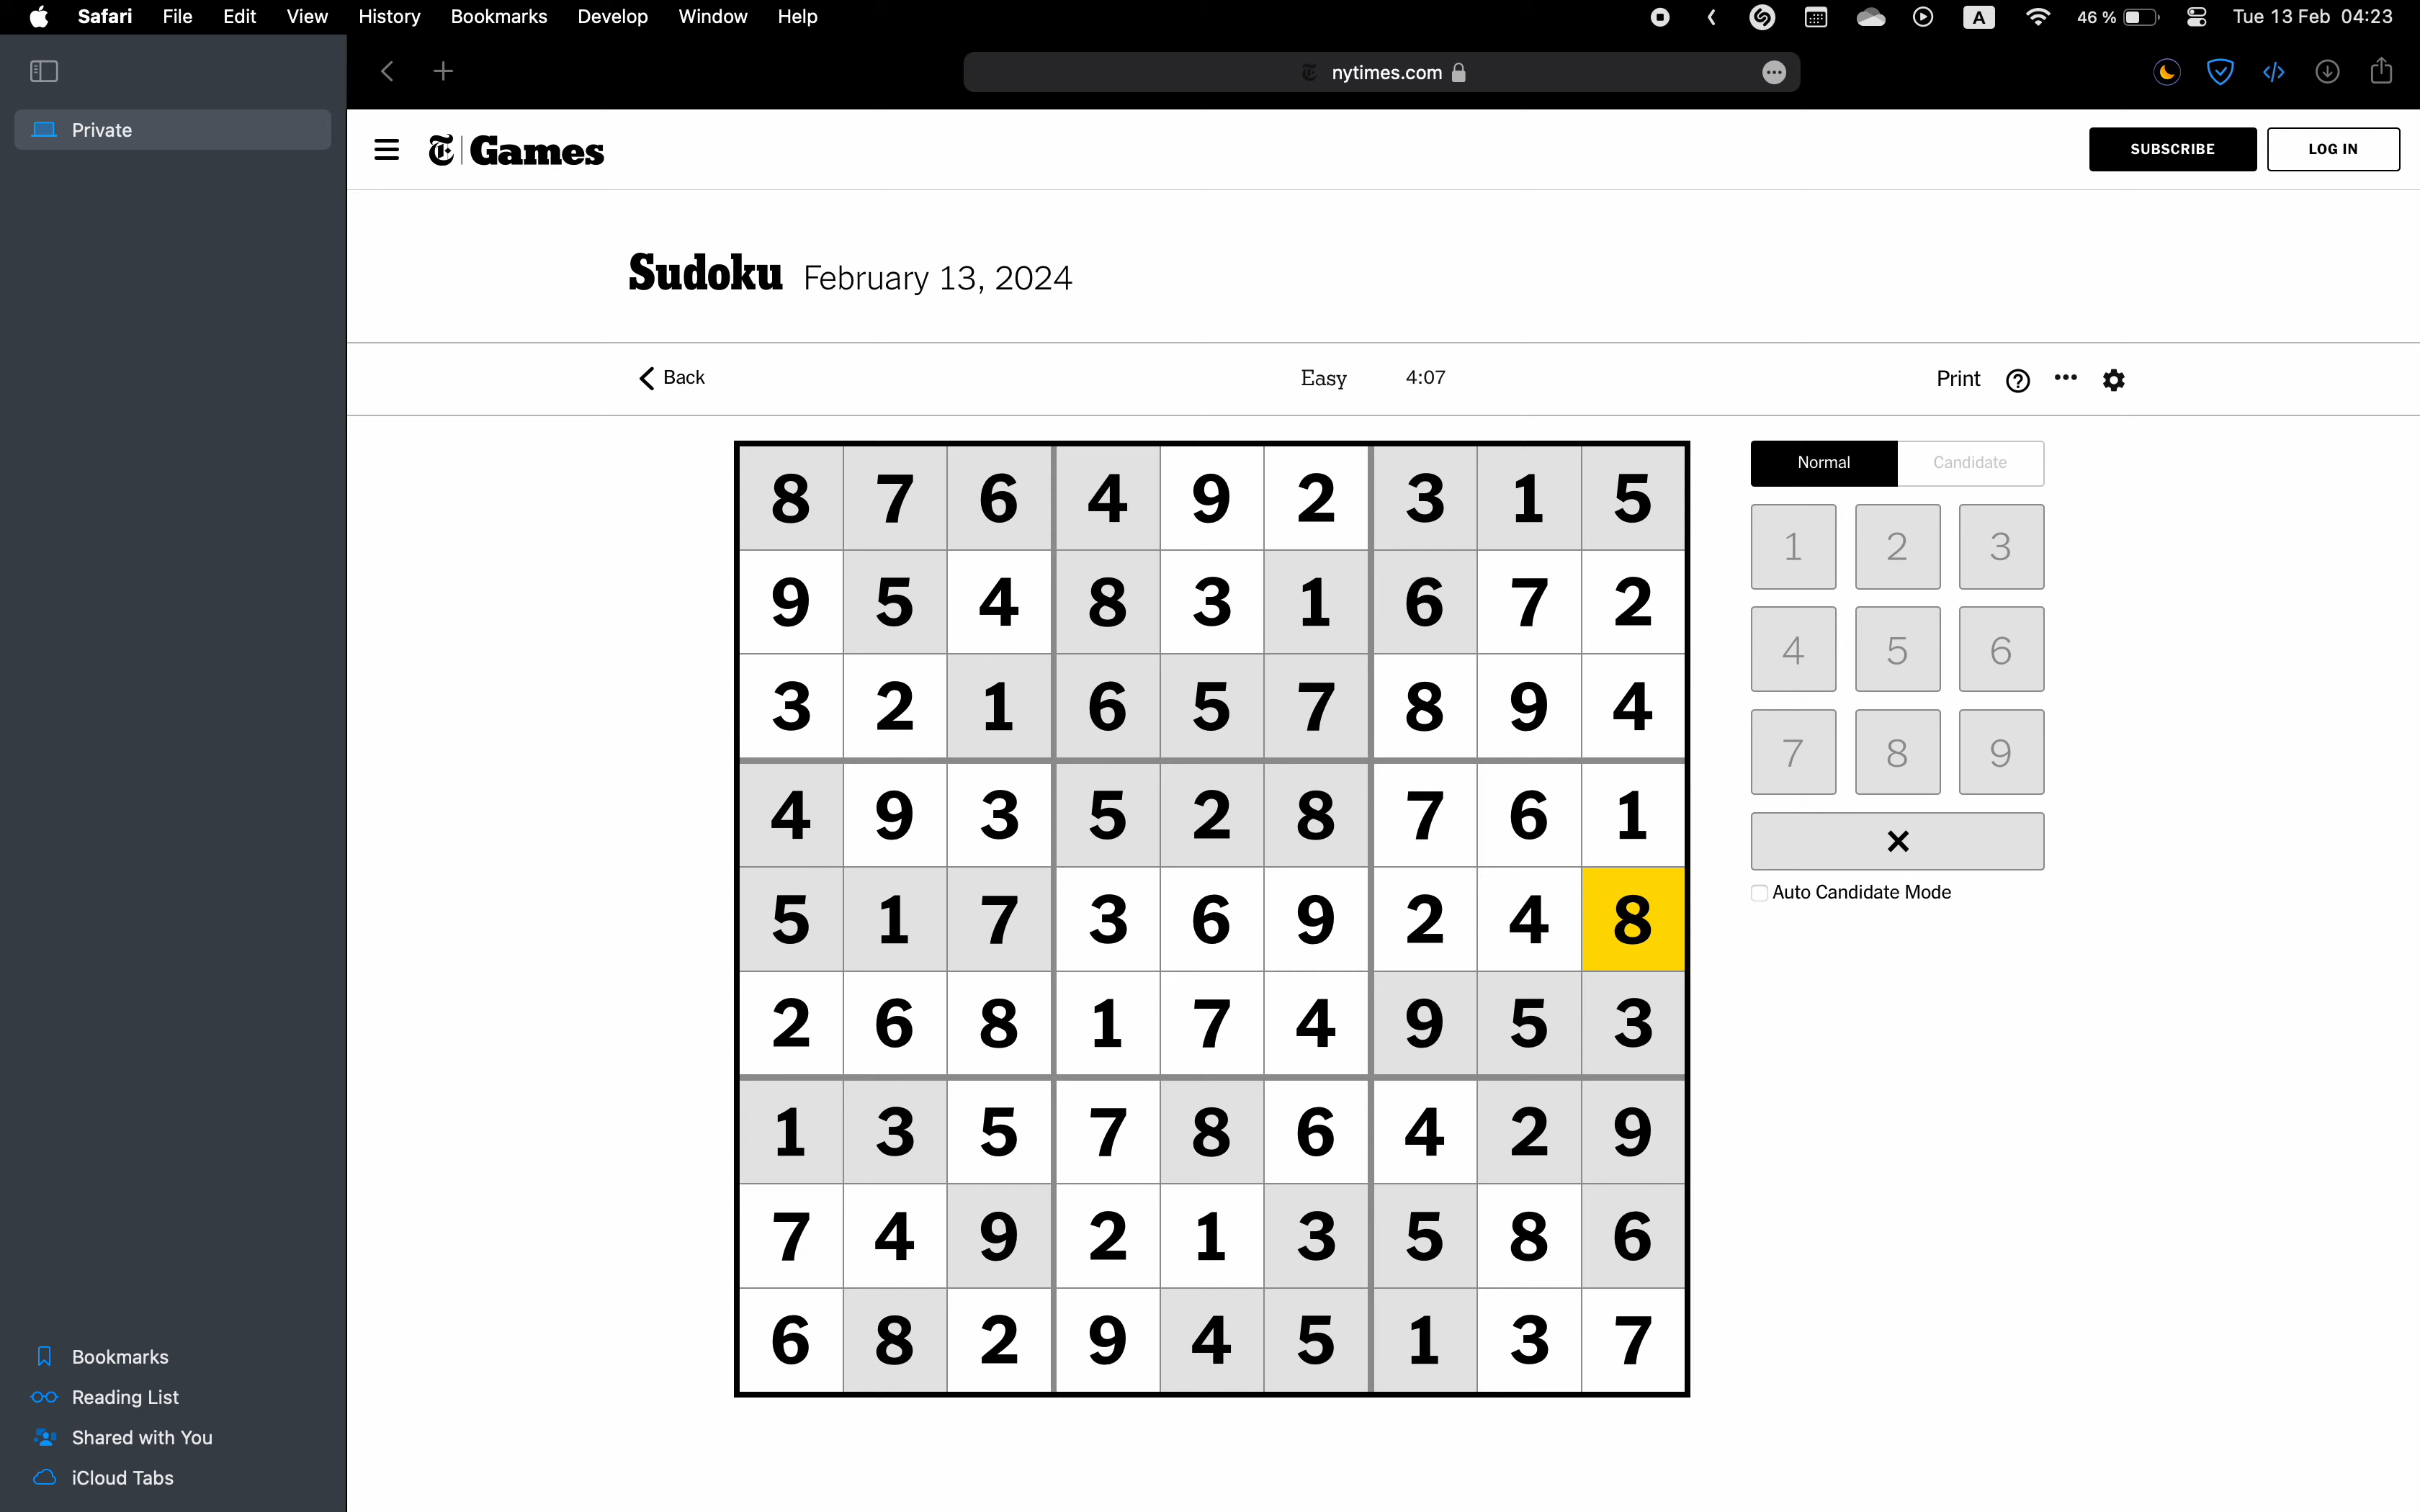 Safari File Edit View History Bookmarks Develop Window Help A 46 % Tue 13 Feb 04:23
nytimes.com
Private
T Games
SUBSCRIBE LOG IN
Sudoku February 13, 2024
Back Easy 4:07 Print ? •••
Normal Candidate
8 7 6 4 9 2 3 1 5
9 5 4 8 3 1 6 7 2
3 2 1 6 5 7 8 9 4
4 9 3 5 2 8 7 6 1
5 1 7 3 6 9 2 4 8
2 6 8 1 7 4 9 5 3
1 3 5 7 8 6 4 2 9
7 4 9 2 1 3 5 8 6
6 8 2 9 4 5 1 3 7
1 2 3
4 5 6
7 8 9
X
Auto Candidate Mode
Bookmarks
Reading List
Shared with You
iCloud Tabs